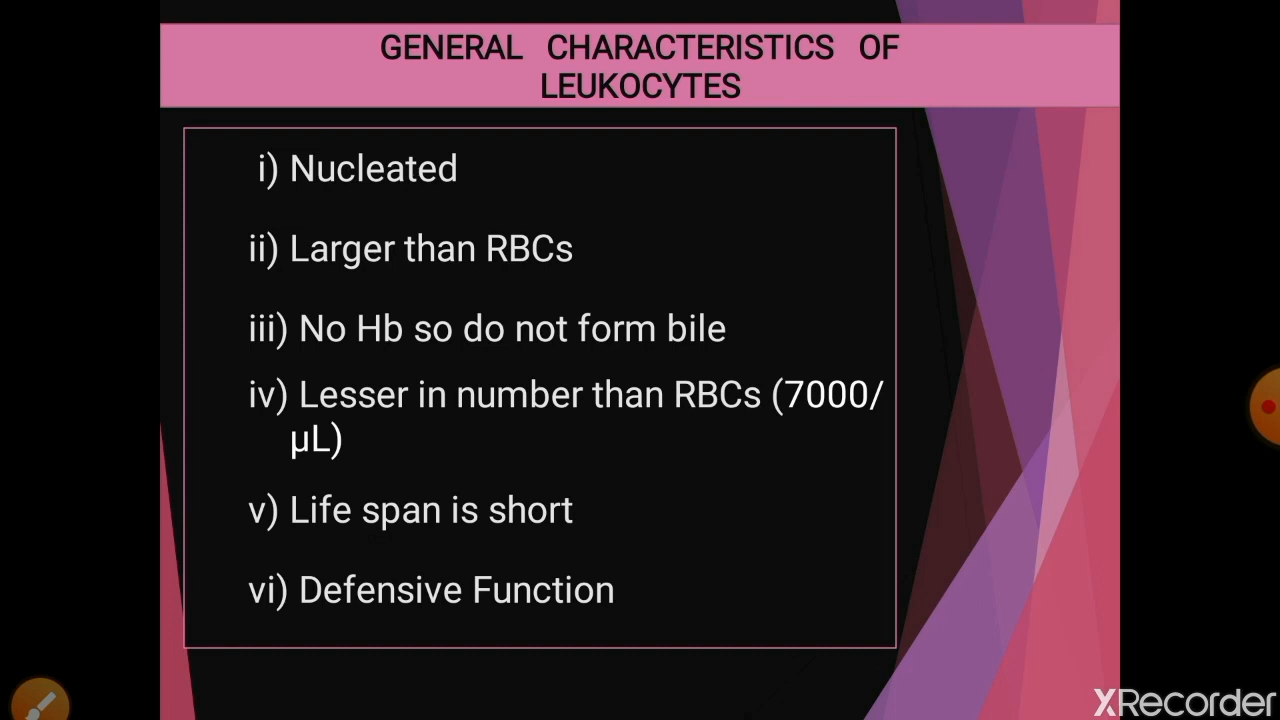 GENERAL CHARACTERISTICS OF
LEUKOCYTES
i) Nucleated
ii) Larger than RBCs
iii) No Hb so do not form bile
iv) Lesser in number than RBCs (7000/
µL)
v) Life span is short
vi) Defensive Function
XRecorder